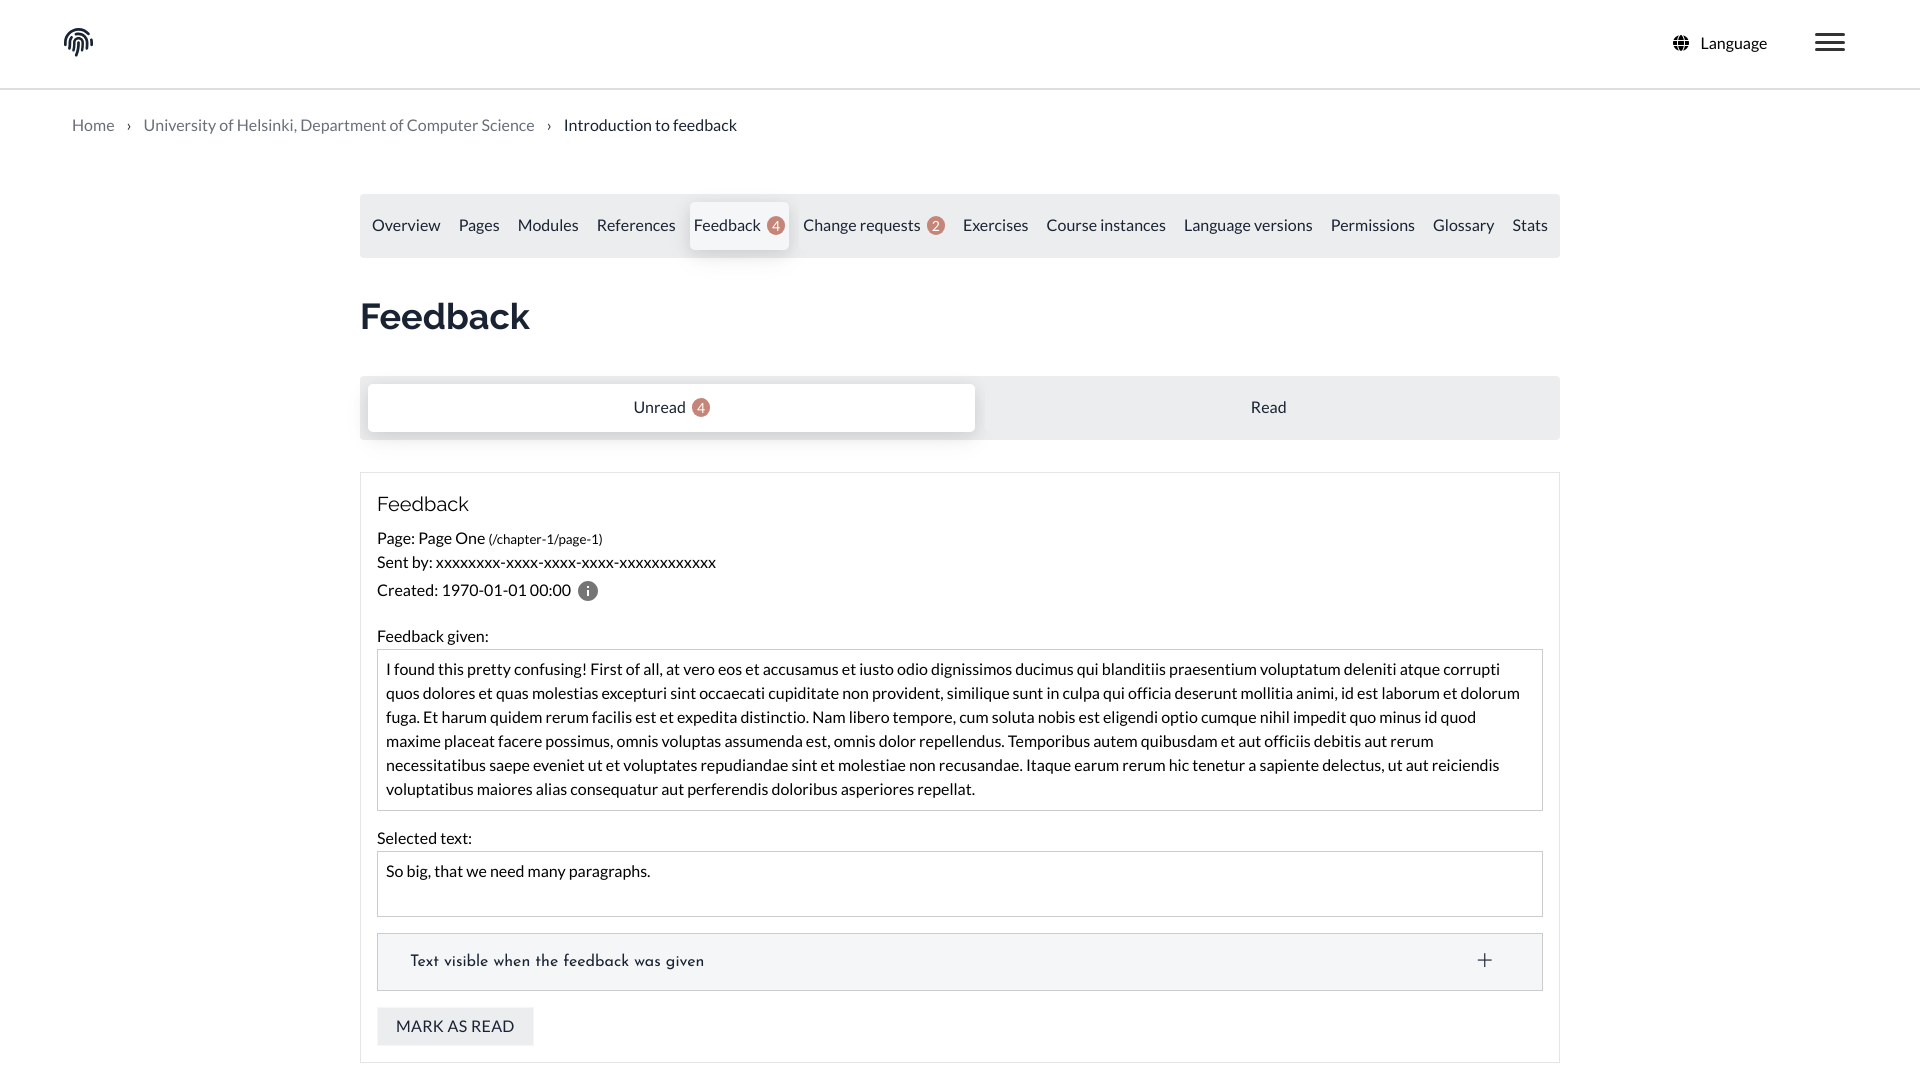 Language
Home › University of Helsinki, Department of Computer Science › Introduction to feedback
Overview Pages Modules References Feedback 4 Change requests 2 Exercises Course instances Language versions Permissions Glossary Stats
Feedback
Unread 4 Read
Feedback
Page: Page One (/chapter-1/page-1)
Sent by: xxxxxxxx-xxxx-xxxx-xxxx-xxxxxxxxxxxx
Created: 1970-01-01 00:00
Feedback given:
I found this pretty confusing! First of all, at vero eos et accusamus et iusto odio dignissimos ducimus qui blanditiis praesentium voluptatum deleniti atque corrupti
quos dolores et quas molestias excepturi sint occaecati cupiditate non provident, similique sunt in culpa qui officia deserunt mollitia animi, id est laborum et dolorum
fuga. Et harum quidem rerum facilis est et expedita distinctio. Nam libero tempore, cum soluta nobis est eligendi optio cumque nihil impedit quo minus id quod
maxime placeat facere possimus, omnis voluptas assumenda est, omnis dolor repellendus. Temporibus autem quibusdam et aut officiis debitis aut rerum
necessitatibus saepe eveniet ut et voluptates repudiandae sint et molestiae non recusandae. Itaque earum rerum hic tenetur a sapiente delectus, ut aut reiciendis
voluptatibus maiores alias consequatur aut perferendis doloribus asperiores repellat.
Selected text:
So big, that we need many paragraphs.
Text visible when the feedback was given
MARK AS READ